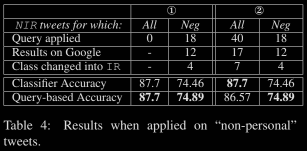 ① ②
NIR tweets for which: All Neg All Neg
Query applied 0 18 40 18
Results on Google - 12 17 12
Class changed into IR - 4 7 4
Classifier Accuracy 87.7 74.46 87.7 74.46
Query-based Accuracy 87.7 74.89 86.57 74.89
Table 4: Results when applied on “non-personal”
tweets.